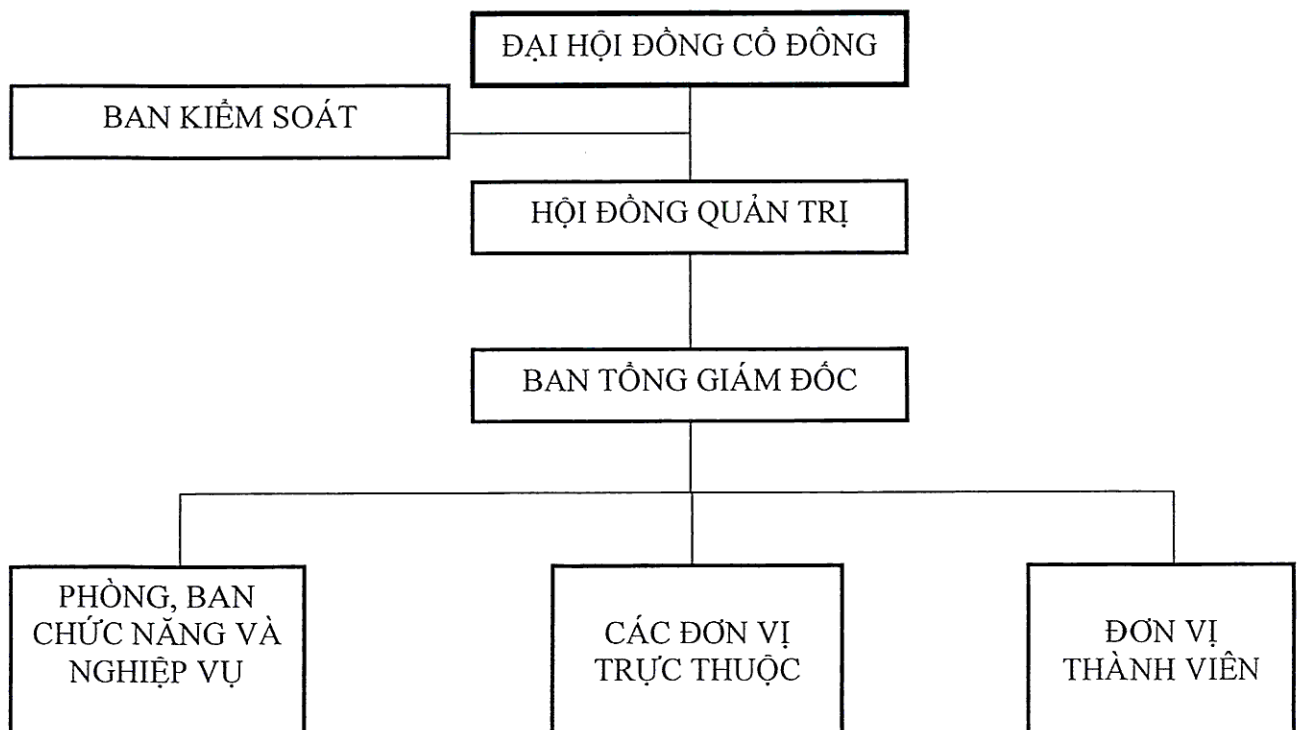 ĐẠI HỘI ĐỒNG CỔ ĐÔNG
BAN KIỂM SOÁT
HỘI ĐỒNG QUẢN TRỊ
BAN TỔNG GIÁM ĐỐC
PHÒNG, BAN
CHỨC NĂNG VÀ
NGHIỆP VỤ
CÁC ĐƠN VỊ
TRỰC THUỘC
ĐƠN VỊ
THÀNH VIÊN